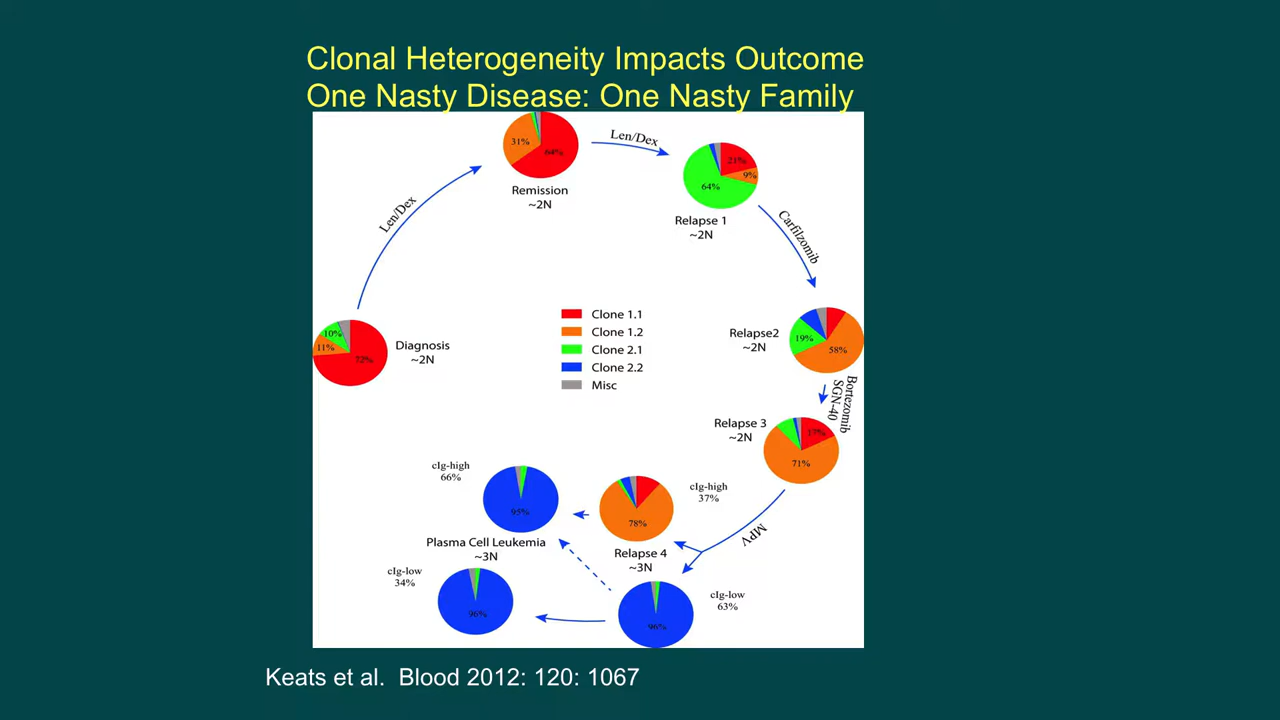 Clonal Heterogeneity Impacts Outcome
One Nasty Disease: One Nasty Family
31%
64%
Remission
~2N
Len/Dex
Len/Dex
21%
9%
64%
Relapse 1
~2N
Carfilzomib
10%
11%
72%
Diagnosis
~2N
Clone 1.1
Clone 1.2
Clone 2.1
Clone 2.2
Misc
Relapse2
~2N
19%
58%
Bortezomib
SGN-40
Relapse 3
~2N
17%
71%
MPV
cIg-high
66%
95%
Plasma Cell Leukemia
~3N
cIg-high
37%
78%
Relapse 4
~3N
cIg-low
34%
96%
cIg-low
63%
96%
Keats et al. Blood 2012: 120: 1067